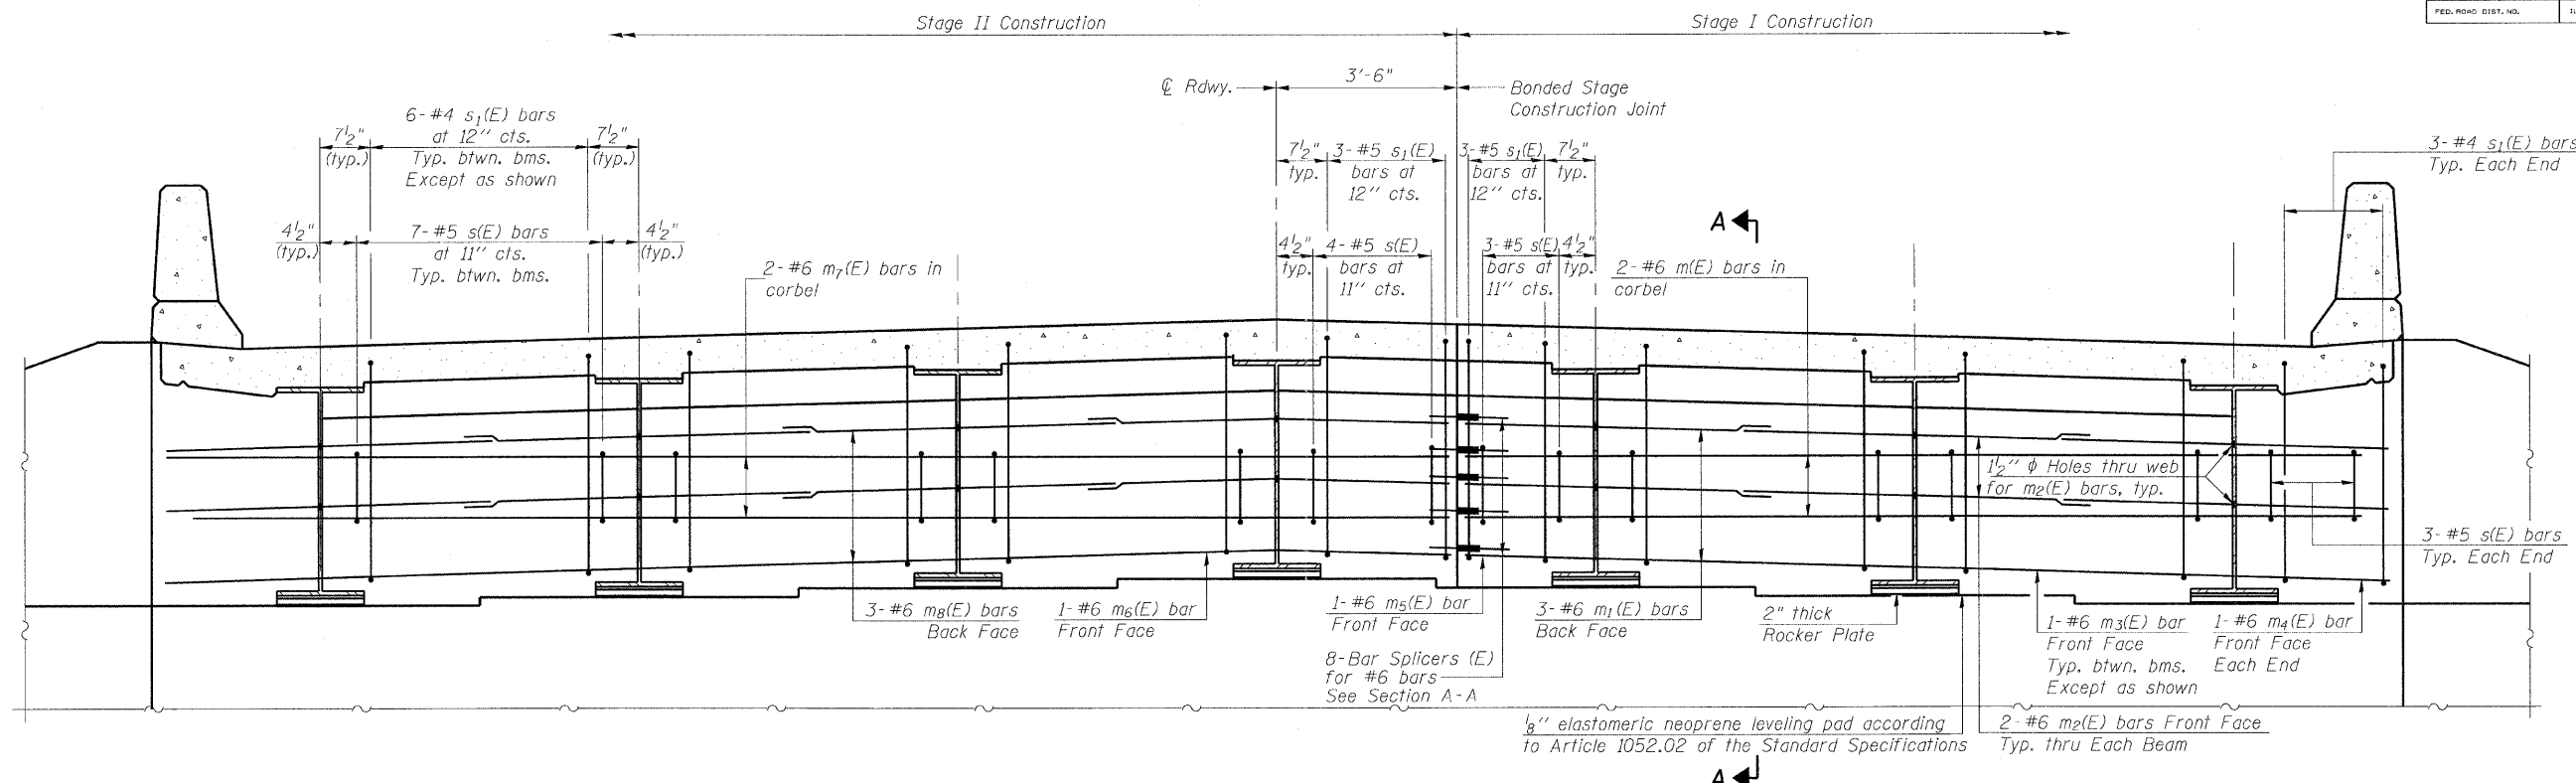 FED. ROAD DIST. NO.
Stage II Construction
Stage I Construction
℄ Rdwy.
3'-6"
Bonded Stage
Construction Joint
7½"
(typ.)
6-#4 s₁(E) bars
at 12" cts.
Typ. btwn. bms.
Except as shown
7½"
(typ.)
7½"
typ.
3-#5 s₁(E)
bars at
12" cts.
3-#5 s₁(E)
bars at
12" cts.
7½"
typ.
3-#4 s₁(E) bars
Typ. Each End
4½"
(typ.)
7-#5 s(E) bars
at 11" cts.
Typ. btwn. bms.
4½"
(typ.)
2-#6 m₇(E) bars in
corbel
4½"
typ.
4-#5 s(E)
bars at
11" cts.
3-#5 s(E)
bars at
11" cts.
4½"
typ.
A
2-#6 m(E) bars in
corbel
1½" ϕ Holes thru web
for m₂(E) bars, typ.
3-#5 s(E) bars
Typ. Each End
3-#6 m₈(E) bars
Back Face
1-#6 m₆(E) bar
Front Face
1-#6 m₅(E) bar
Front Face
3-#6 m₁(E) bars
Back Face
2" thick
Rocker Plate
1-#6 m₃(E) bar
Front Face
Typ. btwn. bms.
Except as shown
1-#6 m₄(E) bar
Front Face
Each End
8-Bar Splicers (E)
for #6 bars
See Section A-A
⅛" elastomeric neoprene leveling pad according
to Article 1052.02 of the Standard Specifications
2-#6 m₂(E) bars Front Face
Typ. thru Each Beam
A